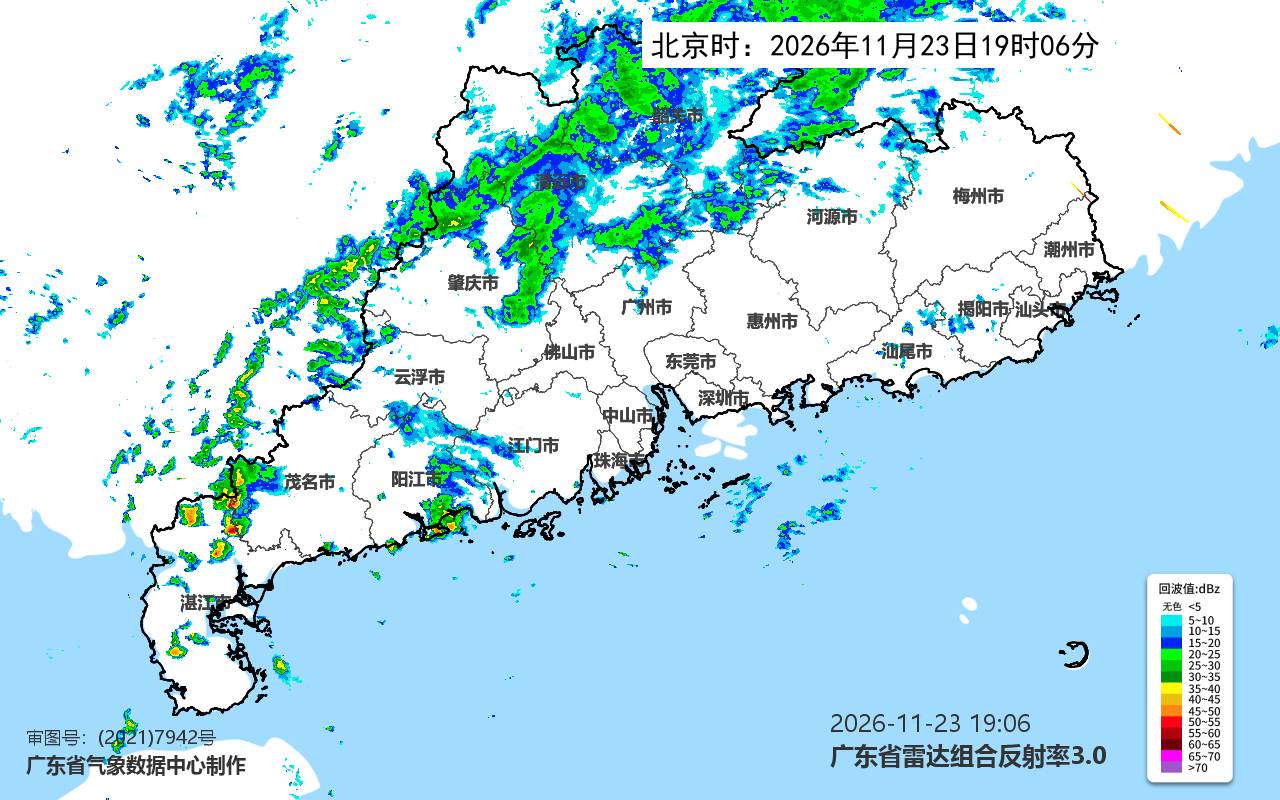 北京时：2026年11月23日19时06分
韶关市
清远市
梅州市
河源市
潮州市
肇庆市
广州市
惠州市
揭阳市
汕头市
佛山市
东莞市
汕尾市
云浮市
深圳市
中山市
江门市
珠海市
茂名市
阳江市
湛江市
回波值:dBz
无色 <5
5~10
10~15
15~20
20~25
25~30
30~35
35~40
40~45
45~50
50~55
55~60
60~65
65~70
>70
审图号：(2021)7942号
广东省气象数据中心制作
2026-11-23 19:06
广东省雷达组合反射率3.0